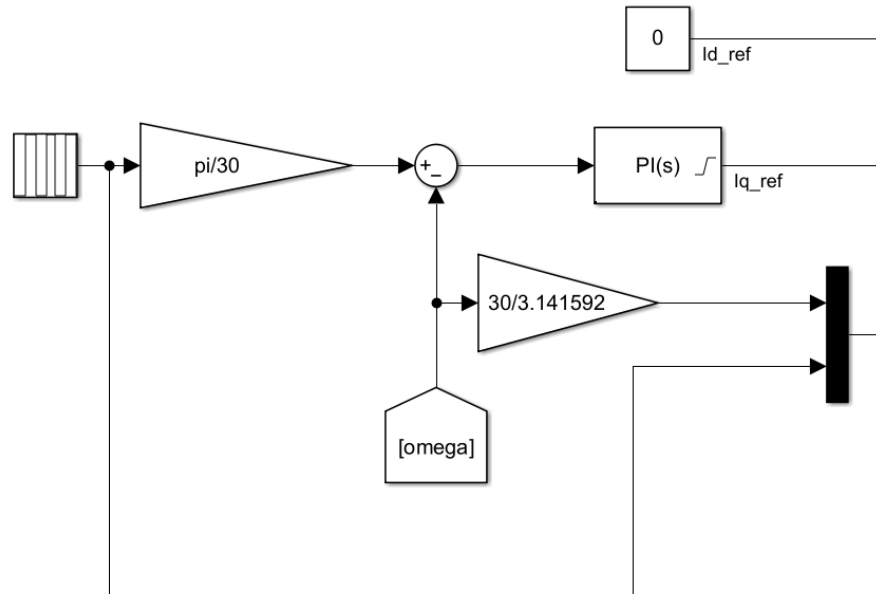 0
Id_ref
pi/30
+
_
PI(s)
Iq_ref
30/3.141592
[omega]